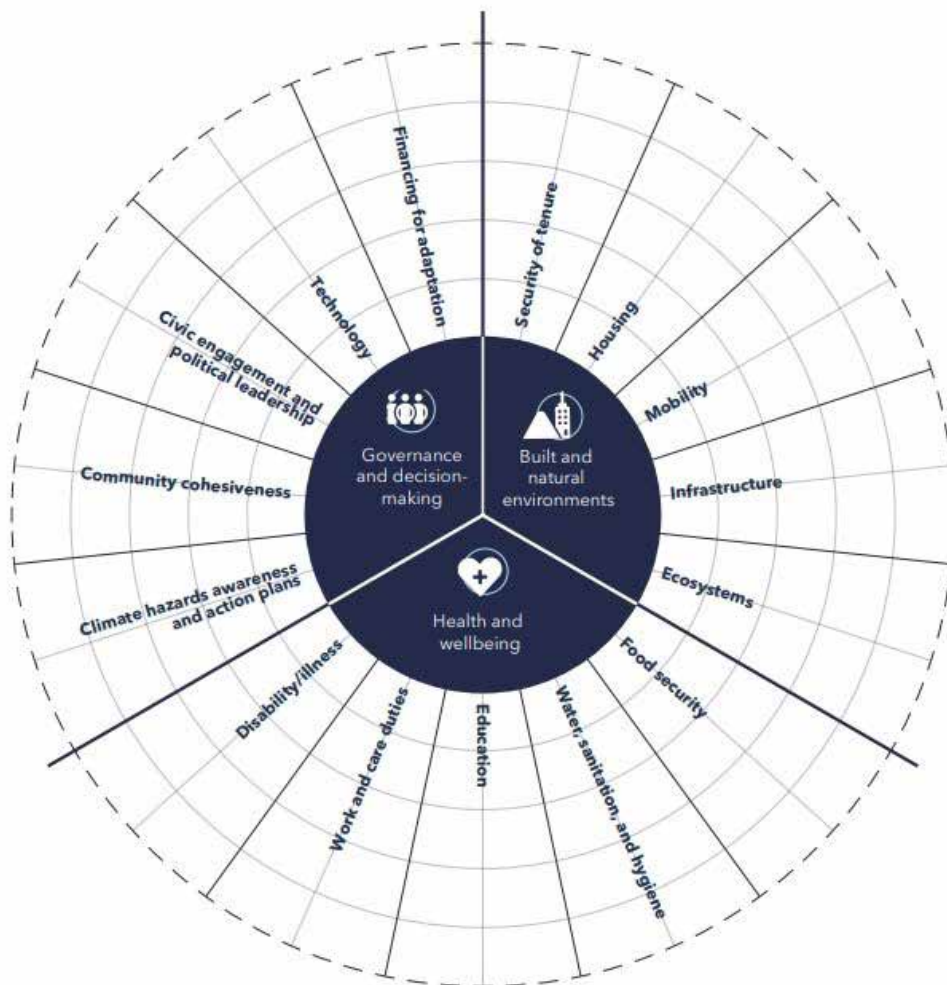 Financing for adaptation
Security of tenure
Technology
Housing
Civic engagement and
political leadership
Mobility
Governance
and decision-
making
Built and
natural
environments
Community cohesiveness
Infrastructure
Climate hazards awareness
and action plans
Ecosystems
Health and
wellbeing
Disability/illness
Food security
Work and care duties
Education
Water, sanitation, and hygiene